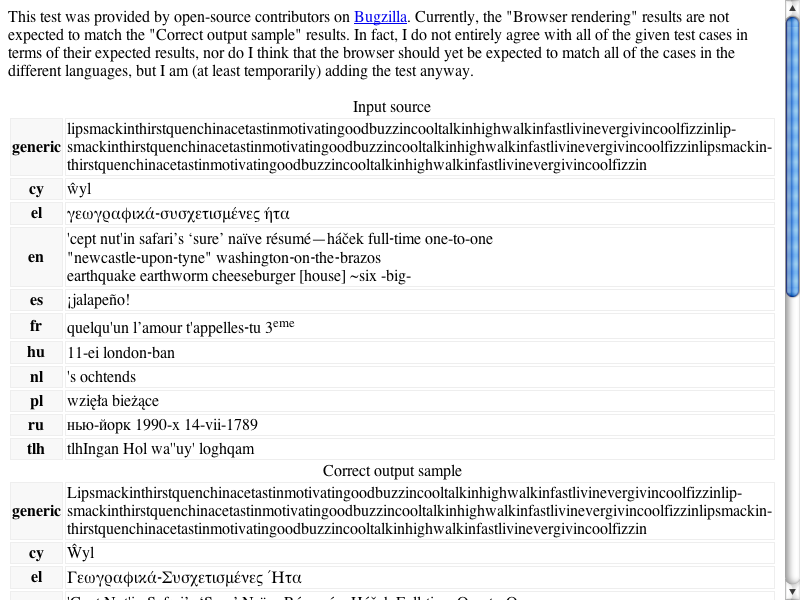 This test was provided by open-source contributors on Bugzilla. Currently, the "Browser rendering" results are not
expected to match the "Correct output sample" results. In fact, I do not entirely agree with all of the given test cases in
terms of their expected results, nor do I think that the browser should yet be expected to match all of the cases in the
different languages, but I am (at least temporarily) adding the test anyway.
Input source
generic lipsmackinthirstquenchinacetastinmotivatingoodbuzzincooltalkinhighwalkinfastlivinevergivincoolfizzinlip-
smackinthirstquenchinacetastinmotivatingoodbuzzincooltalkinhighwalkinfastlivinevergivincoolfizzinlipsmackin-
thirstquenchinacetastinmotivatingoodbuzzincooltalkinhighwalkinfastlivinevergivincoolfizzin
cy ŵyl
el γεωγραφικά-συσχετισμένες ήτα
en 'cept nut'in safari’s ‘sure’ naïve résumé—háček full-time one-to-one
"newcastle-upon-tyne" washington-on-the-brazos
earthquake earthworm cheeseburger [house] ~six -big-
es ¡jalapeño!
fr quelqu'un l’amour t'appelles-tu 3eme
hu 11-ei london-ban
nl 's ochtends
pl wzięła bieżące
ru нью-йорк 1990-х 14-vii-1789
tlh tlhIngan Hol wa''uy' loghqam
Correct output sample
generic Lipsmackinthirstquenchinacetastinmotivatingoodbuzzincooltalkinhighwalkinfastlivinevergivincoolfizzinlip-
smackinthirstquenchinacetastinmotivatingoodbuzzincooltalkinhighwalkinfastlivinevergivincoolfizzinlipsmackin-
thirstquenchinacetastinmotivatingoodbuzzincooltalkinhighwalkinfastlivinevergivincoolfizzin
cy Ŵyl
el Γεωγραφικά-Συσχετισμένες Ήτα